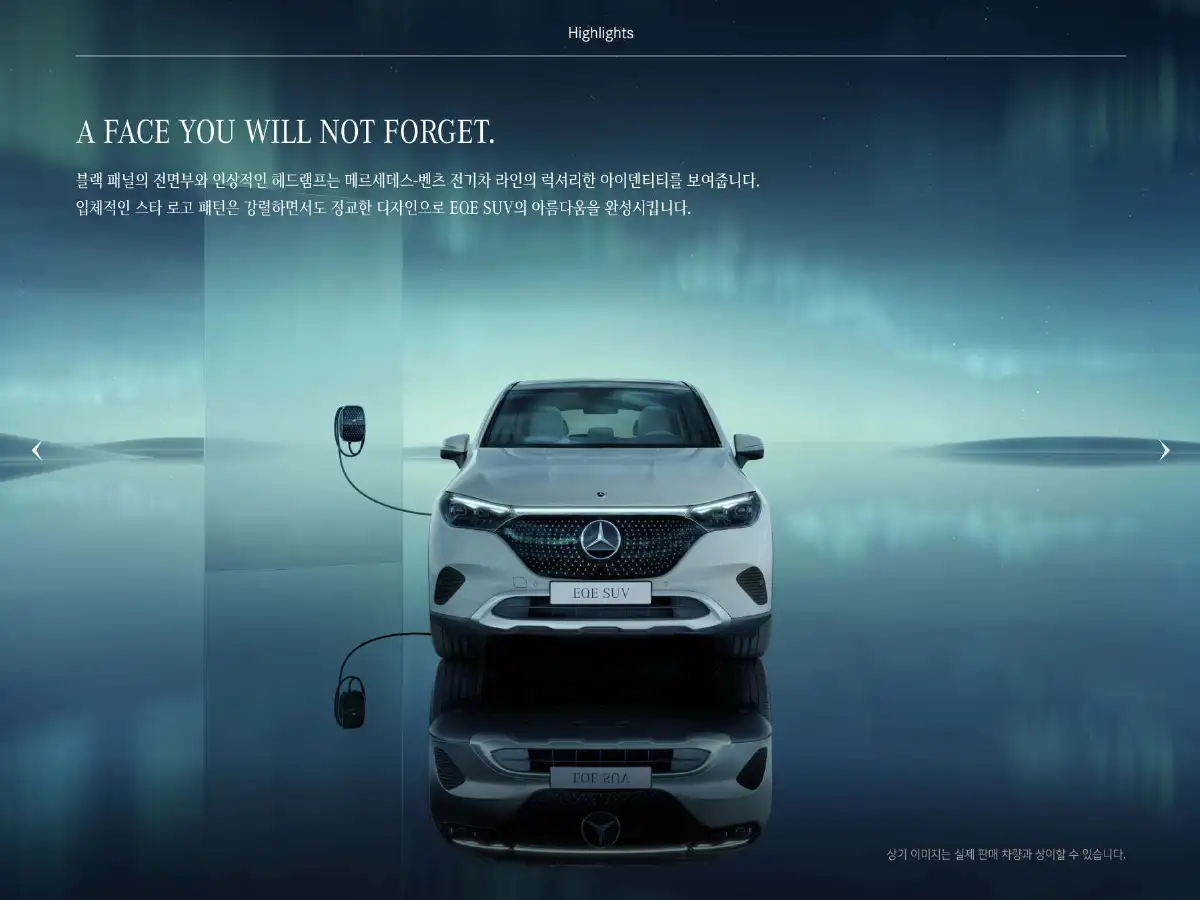 Highlights
A FACE YOU WILL NOT FORGET.
블랙 패널의 전면부와 인상적인 헤드램프는 메르세데스-벤츠 전기차 라인의 럭셔리한 아이덴티티를 보여줍니다.
입체적인 스타 로고 패턴은 강렬하면서도 정교한 디자인으로 EQE SUV의 아름다움을 완성시킵니다.
EQE SUV
상기 이미지는 실제 판매 차량과 상이할 수 있습니다.